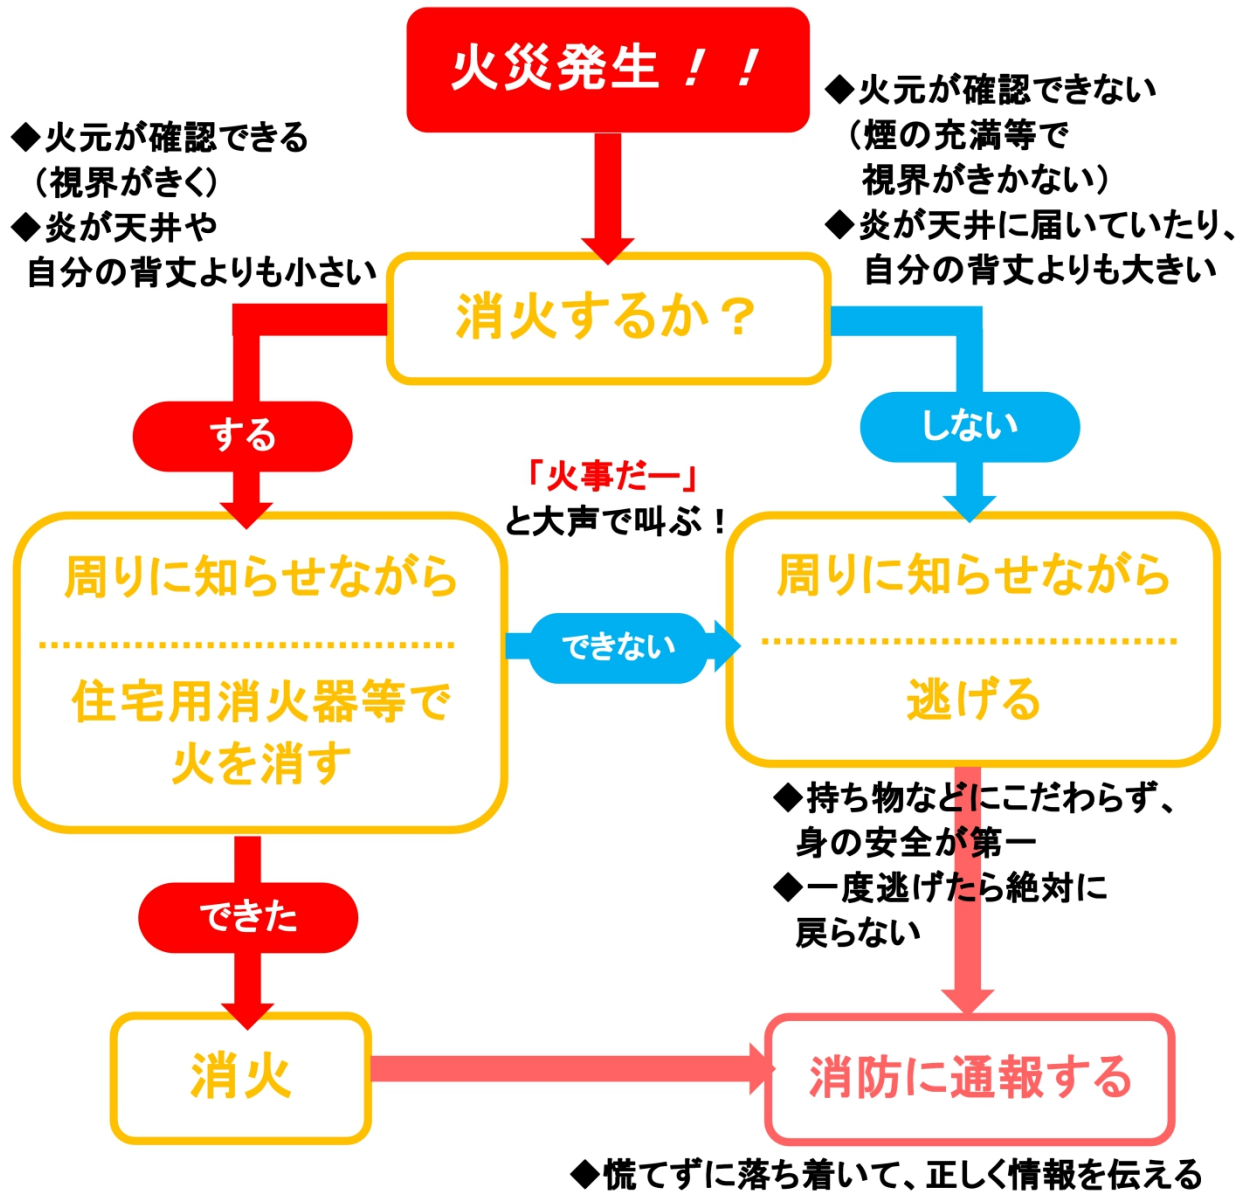 火災発生！！
◆火元が確認できる
（視界がきく）
◆炎が天井や
自分の背丈よりも小さい
◆火元が確認できない
（煙の充満等で
視界がきかない）
◆炎が天井に届いていたり、
自分の背丈よりも大きい
消火するか？
する
しない
「火事だー」
と大声で叫ぶ！
周りに知らせながら
住宅用消火器等で
火を消す
できない
周りに知らせながら
逃げる
◆持ち物などにこだわらず、
身の安全が第一
◆一度逃げたら絶対に
戻らない
できた
消火
消防に通報する
◆慌てずに落ち着いて、正しく情報を伝える